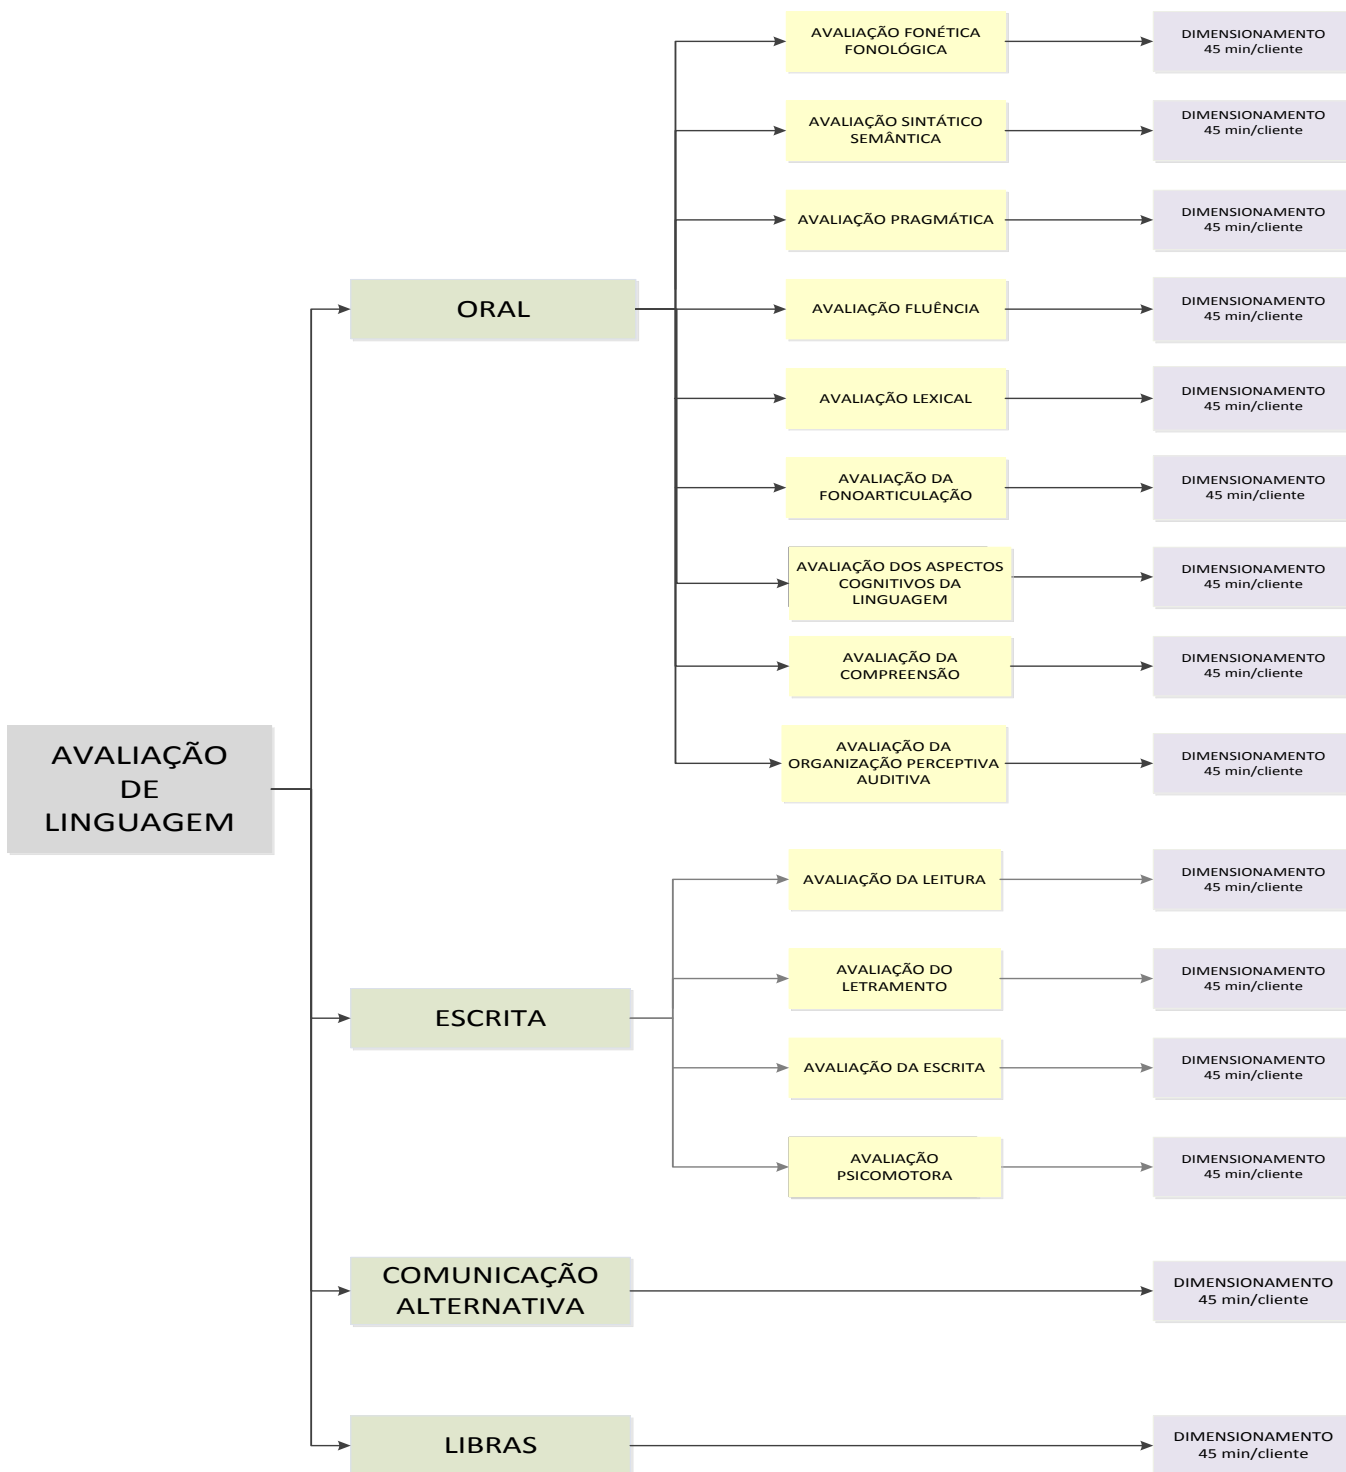 AVALIAÇÃO FONÉTICA
FONOLÓGICA
DIMENSIONAMENTO
45 min/cliente
AVALIAÇÃO SINTÁTICO
SEMÂNTICA
DIMENSIONAMENTO
45 min/cliente
AVALIAÇÃO PRAGMÁTICA
DIMENSIONAMENTO
45 min/cliente
ORAL
AVALIAÇÃO FLUÊNCIA
DIMENSIONAMENTO
45 min/cliente
AVALIAÇÃO LEXICAL
DIMENSIONAMENTO
45 min/cliente
AVALIAÇÃO DA
FONOARTICULAÇÃO
DIMENSIONAMENTO
45 min/cliente
AVALIAÇÃO DOS ASPECTOS
COGNITIVOS DA
LINGUAGEM
DIMENSIONAMENTO
45 min/cliente
AVALIAÇÃO DA
COMPREENSÃO
DIMENSIONAMENTO
45 min/cliente
AVALIAÇÃO DA
ORGANIZAÇÃO PERCEPTIVA
AUDITIVA
DIMENSIONAMENTO
45 min/cliente
AVALIAÇÃO
DE
LINGUAGEM
AVALIAÇÃO DA LEITURA
DIMENSIONAMENTO
45 min/cliente
AVALIAÇÃO DO
LETRAMENTO
DIMENSIONAMENTO
45 min/cliente
ESCRITA
AVALIAÇÃO DA ESCRITA
DIMENSIONAMENTO
45 min/cliente
AVALIAÇÃO
PSICOMOTORA
DIMENSIONAMENTO
45 min/cliente
COMUNICAÇÃO
ALTERNATIVA
DIMENSIONAMENTO
45 min/cliente
LIBRAS
DIMENSIONAMENTO
45 min/cliente